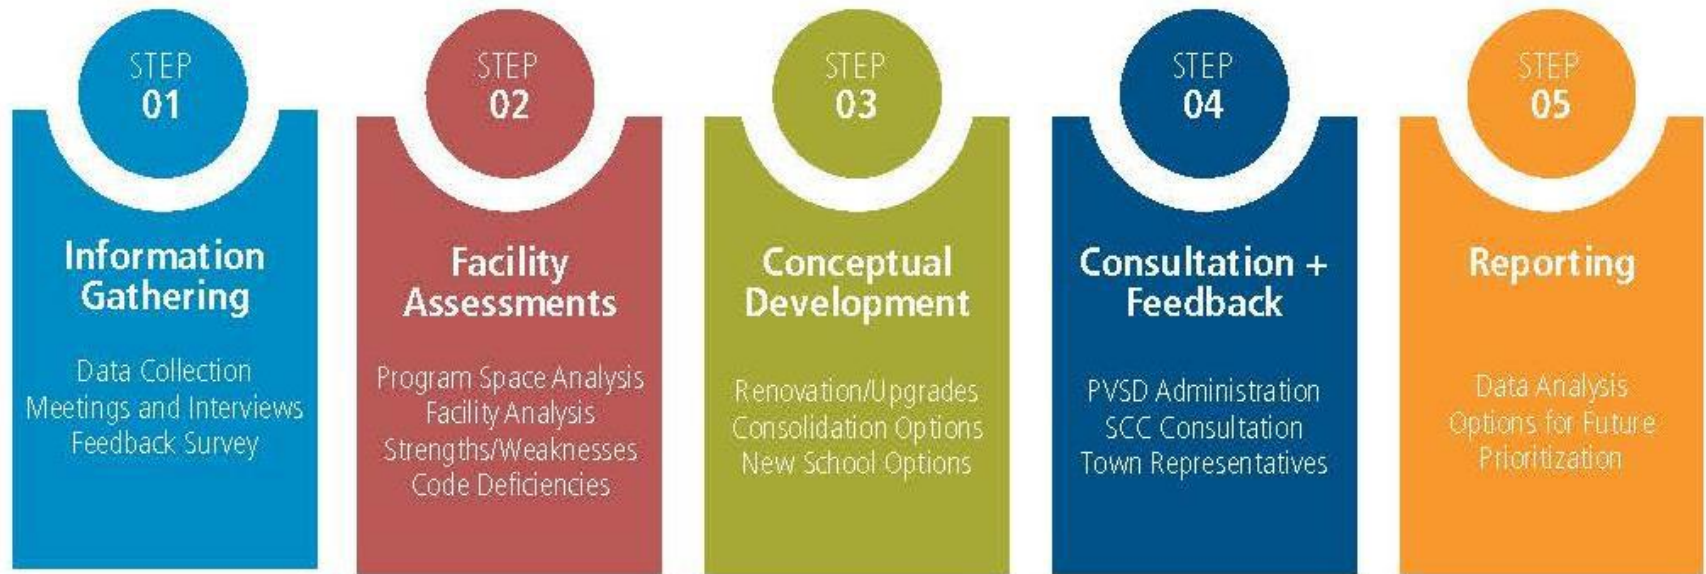 STEP
01
Information
Gathering
Data Collection
Meetings and Interviews
Feedback Survey
STEP
02
Facility
Assessments
Program Space Analysis
Facility Analysis
Strengths/Weaknesses
Code Deficiencies
STEP
03
Conceptual
Development
Renovation/Upgrades
Consolidation Options
New School Options
STEP
04
Consultation +
Feedback
PVSD Administration
SCC Consultation
Town Representatives
STEP
05
Reporting
Data Analysis
Options for Future
Prioritization